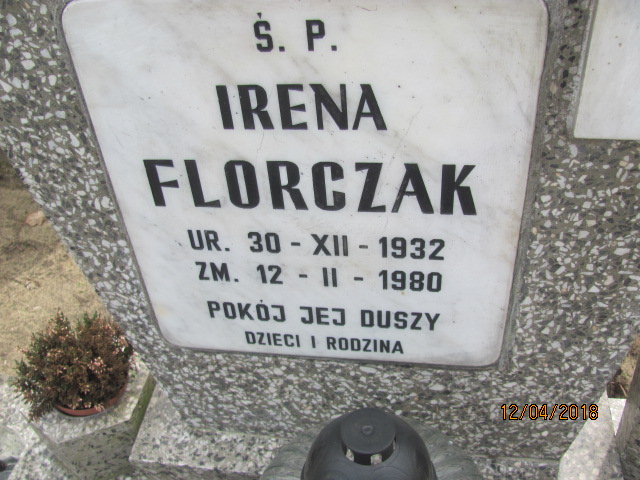 Ś. P.
IRENA
FLORCZAK
UR. 30 - XII - 1932
ZM. 12 - II - 1980
POKÓJ JEJ DUSZY
DZIECI I RODZINA
12/04/2018